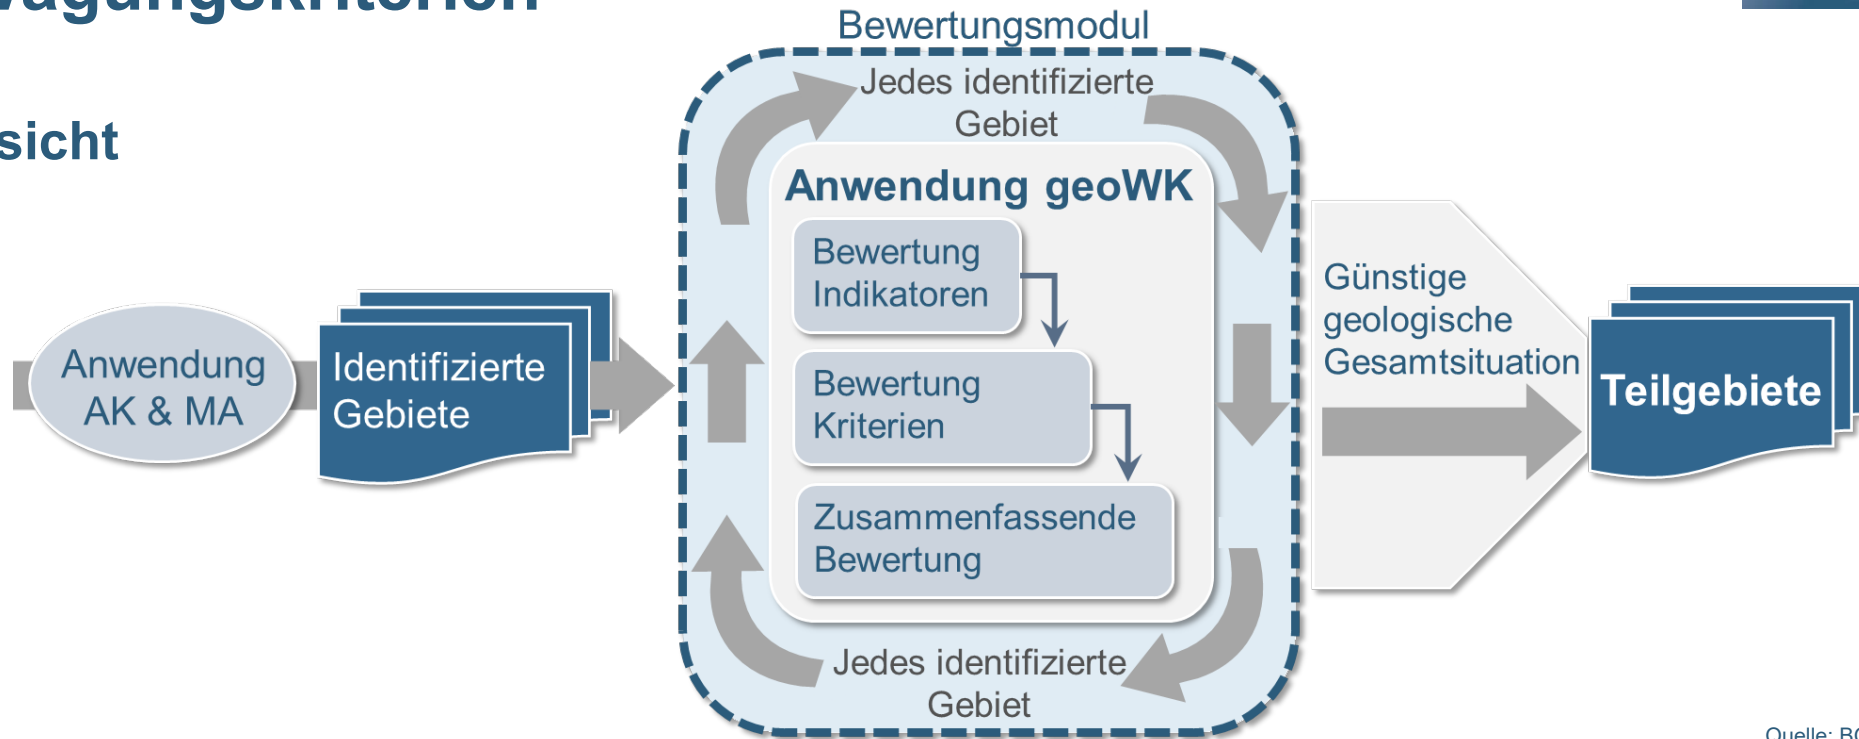 sicht
Bewertungsmodul
Jedes identifizierte
Gebiet
Anwendung geoWK
Bewertung
Indikatoren
Bewertung
Kriterien
Zusammenfassende
Bewertung
Jedes identifizierte
Gebiet
Anwendung
AK & MA
Identifizierte
Gebiete
Günstige
geologische
Gesamtsituation
Teilgebiete
Quelle: